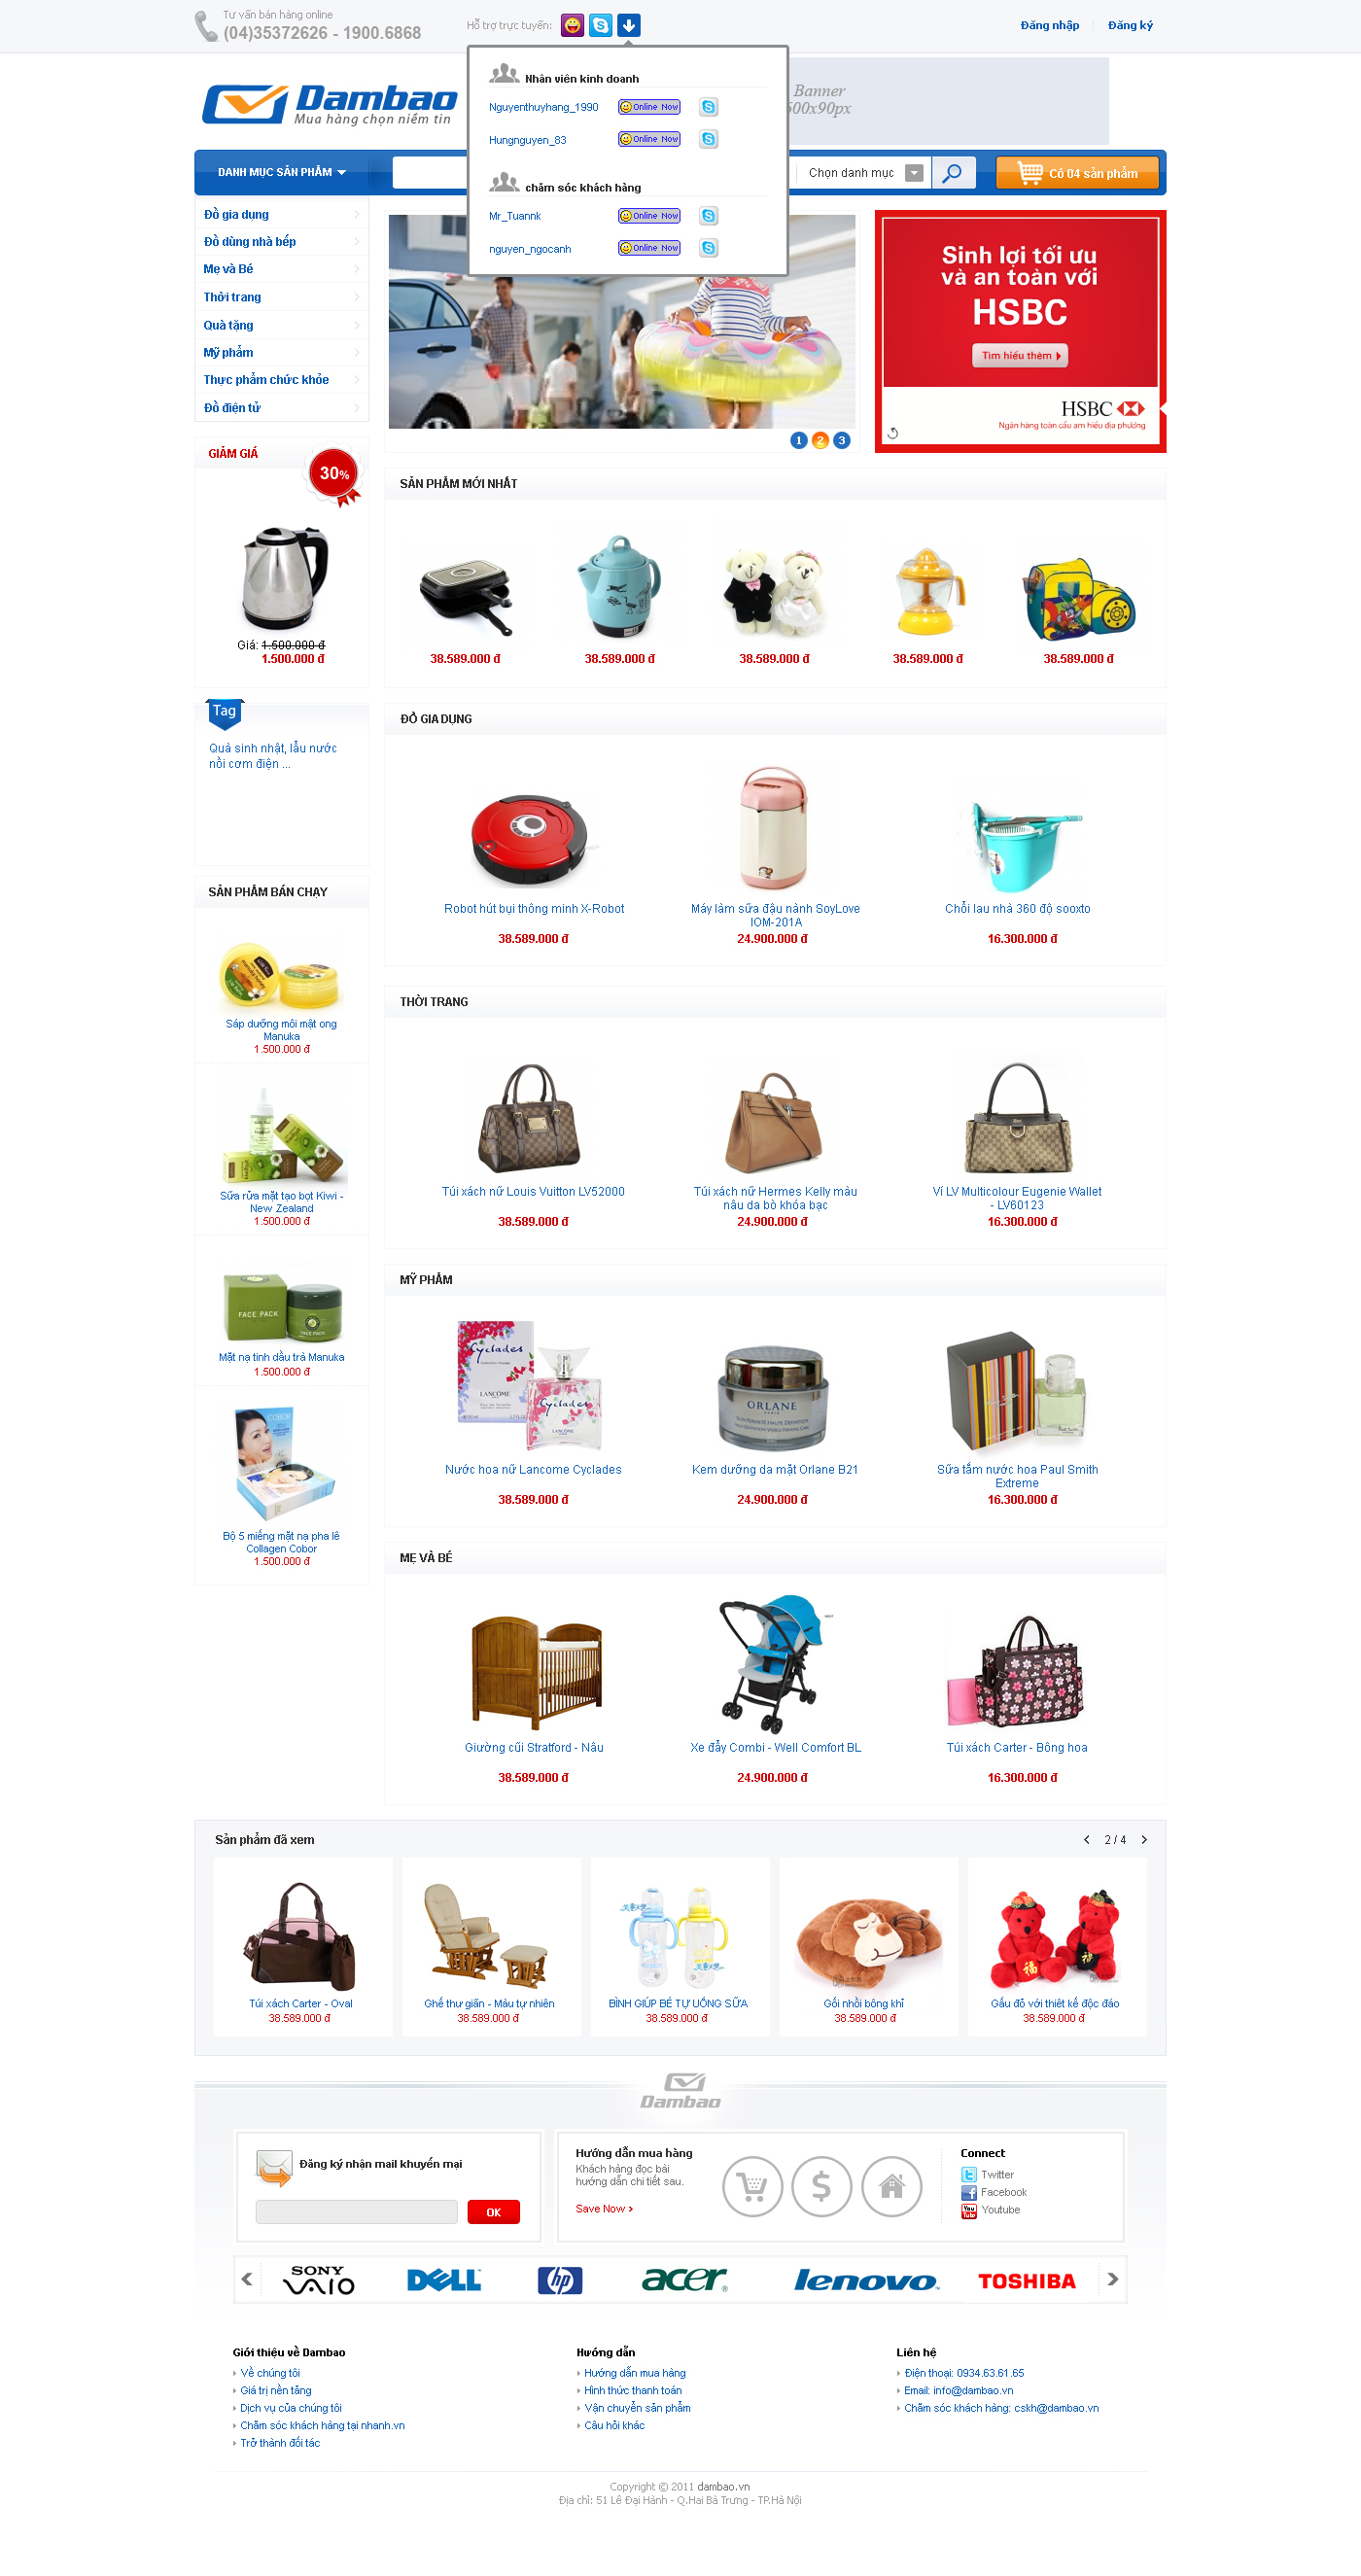 Tư vấn bán hàng online
(04)35372626 - 1900.6868
Hỗ trợ trực tuyến:
Đăng nhập
Đăng ký
Dambao
Mua hàng chọn niềm tin
Nhân viên kinh doanh
Nguyenthuyhang_1990
Online Now
Hungnguyen_83
Online Now
chăm sóc khách hàng
Mr_Tuannk
Online Now
nguyen_ngocanh
Online Now
Banner
600x90px
DANH MỤC SẢN PHẨM
Chọn danh mục
Có 04 sản phẩm
Đồ gia dụng
Đồ dùng nhà bếp
Mẹ và Bé
Thời trang
Quà tặng
Mỹ phẩm
Thực phẩm chức khỏe
Đồ điện tử
1 2 3
Sinh lợi tối ưu
và an toàn với
HSBC
Tìm hiểu thêm
HSBC
Ngân hàng toàn cầu am hiểu địa phương
GIẢM GIÁ
30%
Giá: 1.500.000 đ
1.500.000 đ
SẢN PHẨM MỚI NHẤT
38.589.000 đ
38.589.000 đ
38.589.000 đ
38.589.000 đ
38.589.000 đ
Tag
Quà sinh nhật, lẩu nước
nồi cơm điện ...
ĐỒ GIA DỤNG
Robot hút bụi thông minh X-Robot
38.589.000 đ
Máy làm sữa đậu nành SoyLove
IOM-201A
24.900.000 đ
Chổi lau nhà 360 độ sooxto
16.300.000 đ
SẢN PHẨM BÁN CHẠY
Sáp dưỡng môi mật ong
Manuka
1.500.000 đ
Sữa rửa mặt tạo bọt Kiwi -
New Zealand
1.500.000 đ
FACE PACK
FACE PACK
Mặt nạ tinh dầu trà Manuka
1.500.000 đ
COBOR
Bộ 5 miếng mặt nạ pha lê
Collagen Cobor
1.500.000 đ
THỜI TRANG
Túi xách nữ Louis Vuitton LV52000
38.589.000 đ
Túi xách nữ Hermes Kelly màu
nâu da bò khóa bạc
24.900.000 đ
Ví LV Multicolour Eugenie Wallet
- LV60123
16.300.000 đ
MỸ PHẨM
Cyclades
LANCÔME
Cyclades
LANCÔME
Nước hoa nữ Lancome Cyclades
38.589.000 đ
ORLANE
PARIS
Kem dưỡng da mặt Orlane B21
24.900.000 đ
Sữa tắm nước hoa Paul Smith
Extreme
16.300.000 đ
MẸ VÀ BÉ
Giường cũi Stratford - Nâu
38.589.000 đ
Xe đẩy Combi - Well Comfort BL
24.900.000 đ
Túi xách Carter - Bông hoa
16.300.000 đ
Sản phẩm đã xem
2 / 4
Túi xách Carter - Oval
38.589.000 đ
Ghế thư giãn - Màu tự nhiên
38.589.000 đ
BÌNH GIÚP BÉ TỰ UỐNG SỮA
38.589.000 đ
Gối nhồi bông khỉ
38.589.000 đ
福
Gấu đỏ với thiết kế độc đáo
38.589.000 đ
Dambao
Đăng ký nhận mail khuyến mại
OK
Hướng dẫn mua hàng
Khách hàng đọc bài
hướng dẫn chi tiết sau.
Save Now
Connect
Twitter
Facebook
You Tube
Youtube
SONY
VAIO
DELL
hp
acer
lenovo
TOSHIBA
Giới thiệu về Dambao
Về chúng tôi
Giá trị nền tảng
Dịch vụ của chúng tôi
Chăm sóc khách hàng tại nhanh.vn
Trở thành đối tác
Hướng dẫn
Hướng dẫn mua hàng
Hình thức thanh toán
Vận chuyển sản phẩm
Câu hỏi khác
Liên hệ
Điện thoại: 0934.63.61.65
Email: info@dambao.vn
Chăm sóc khách hàng: cskh@dambao.vn
Copyright © 2011 dambao.vn
Địa chỉ: 51 Lê Đại Hành - Q.Hai Bà Trưng - TP.Hà Nội